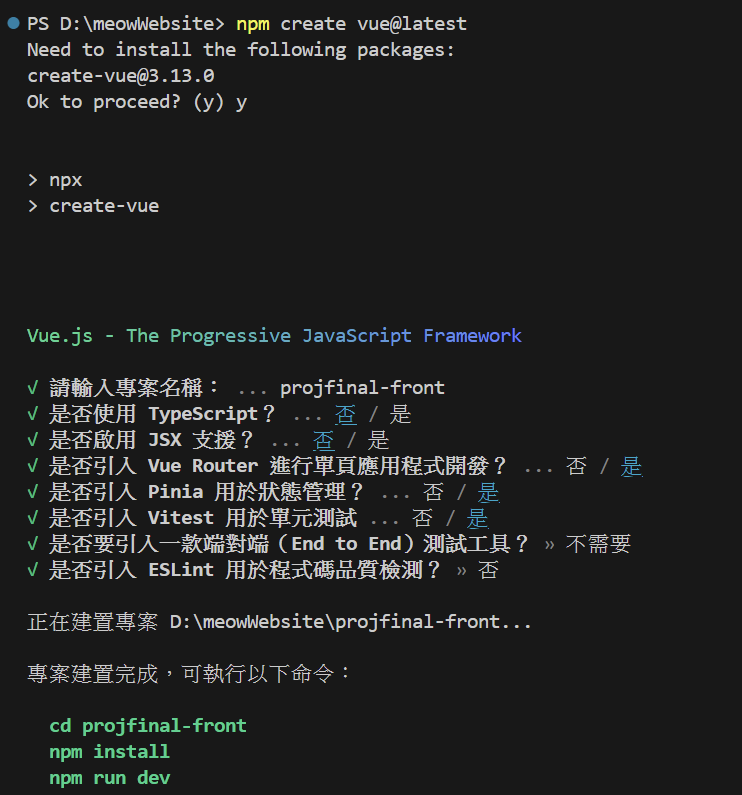 PS D:\meowWebsite> npm create vue@latest
Need to install the following packages:
create-vue@3.13.0
Ok to proceed? (y) y
> npx
> create-vue
Vue.js - The Progressive JavaScript Framework
√ 請輸入專案名稱： ... projfinal-front
√ 是否使用 TypeScript？ ... 否 / 是
√ 是否啟用 JSX 支援？ ... 否 / 是
√ 是否引入 Vue Router 進行單頁應用程式開發？ ... 否 / 是
√ 是否引入 Pinia 用於狀態管理？ ... 否 / 是
√ 是否引入 Vitest 用於單元測試 ... 否 / 是
√ 是否要引入一款端對端（End to End）測試工具？ » 不需要
√ 是否引入 ESLint 用於程式碼品質檢測？ » 否
正在建置專案 D:\meowWebsite\projfinal-front...
專案建置完成，可執行以下命令：
cd projfinal-front
npm install
npm run dev